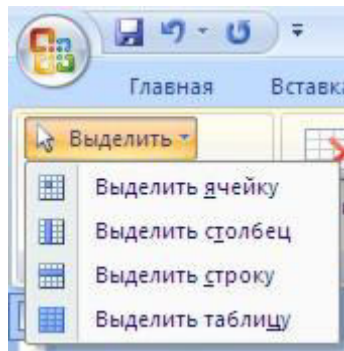 Главная Вставка
Выделить
Выделить ячейку
Выделить столбец
Выделить строку
Выделить таблицу